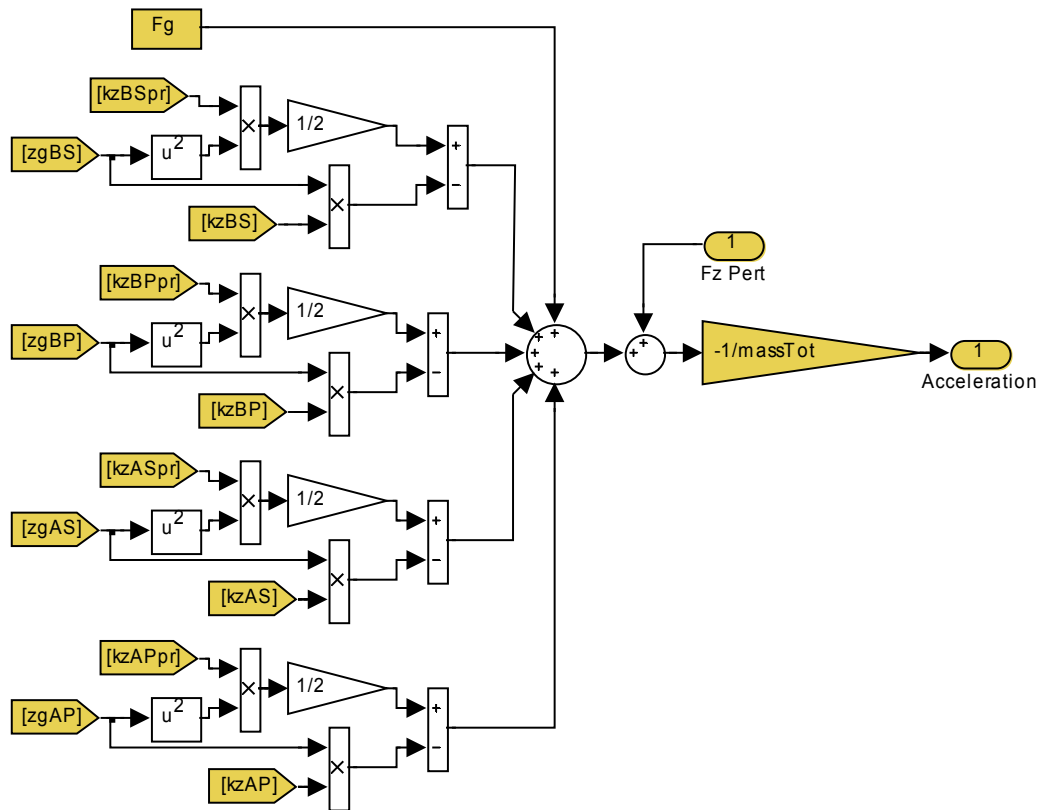 Fg
[kzBSpr]
[zgBS]
u2
×
1/2
+
−
×
[kzBS]
[kzBPpr]
[zgBP]
u2
×
1/2
+
−
×
[kzBP]
1
Fz Pert
+
+
+
+
+
+
+
-1/massTot
1
Acceleration
[kzASpr]
[zgAS]
u2
×
1/2
+
−
×
[kzAS]
[kzAPpr]
[zgAP]
u2
×
1/2
+
−
×
[kzAP]